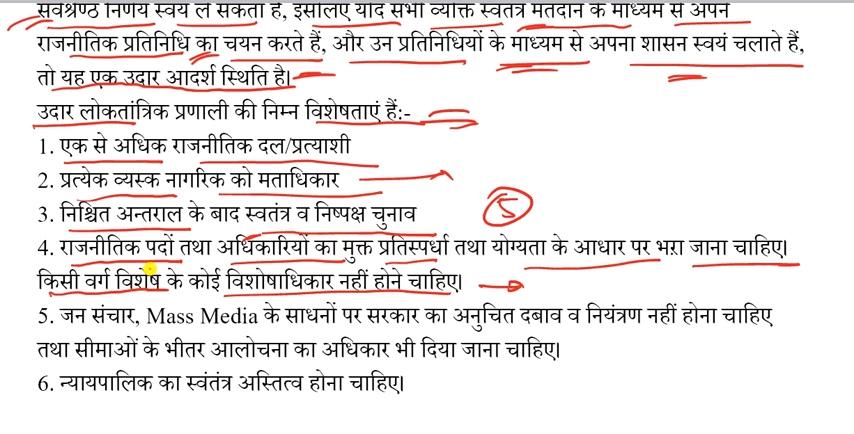 सर्वश्रेष्ठ निर्णय स्वयं ले सकता है, इसलिए यदि सभी व्यक्ति स्वतंत्र मतदान के माध्यम से अपने
राजनीतिक प्रतिनिधि का चयन करते हैं, और उन प्रतिनिधियों के माध्यम से अपना शासन स्वयं चलाते हैं,
तो यह एक उदार आदर्श स्थिति है।
उदार लोकतांत्रिक प्रणाली की निम्न विशेषताएं हैं:-
1. एक से अधिक राजनीतिक दल/प्रत्याशी
2. प्रत्येक व्यस्क नागरिक को मताधिकार
3. निश्चित अन्तराल के बाद स्वतंत्र व निष्पक्ष चुनाव
5
4. राजनीतिक पदों तथा अधिकारियों का मुक्त प्रतिस्पर्धा तथा योग्यता के आधार पर भरा जाना चाहिए।
किसी वर्ग विशेष के कोई विशोषाधिकार नहीं होने चाहिए।
5. जन संचार, Mass Media के साधनों पर सरकार का अनुचित दबाव व नियंत्रण नहीं होना चाहिए
तथा सीमाओं के भीतर आलोचना का अधिकार भी दिया जाना चाहिए।
6. न्यायपालिक का स्वंतंत्र अस्तित्व होना चाहिए।